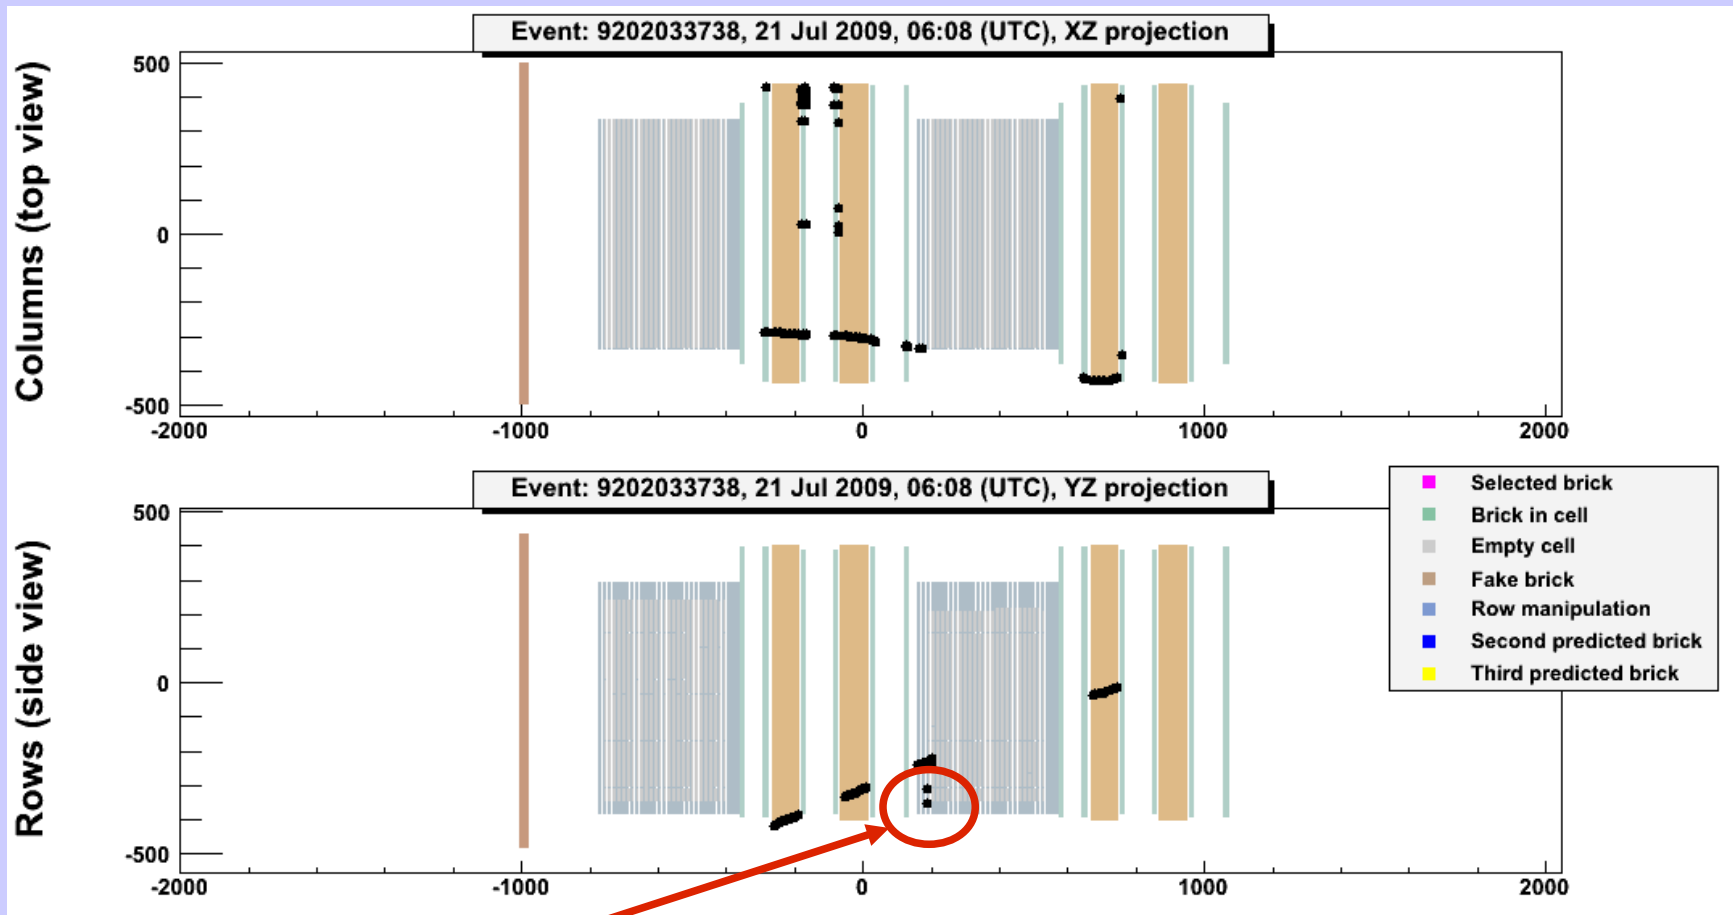 Event: 9202033738, 21 Jul 2009, 06:08 (UTC), XZ projection
Columns (top view)
500
0
-500
-2000
-1000
0
1000
2000
Event: 9202033738, 21 Jul 2009, 06:08 (UTC), YZ projection
Rows (side view)
500
0
-500
-2000
-1000
0
1000
2000
Selected brick
Brick in cell
Empty cell
Fake brick
Row manipulation
Second predicted brick
Third predicted brick